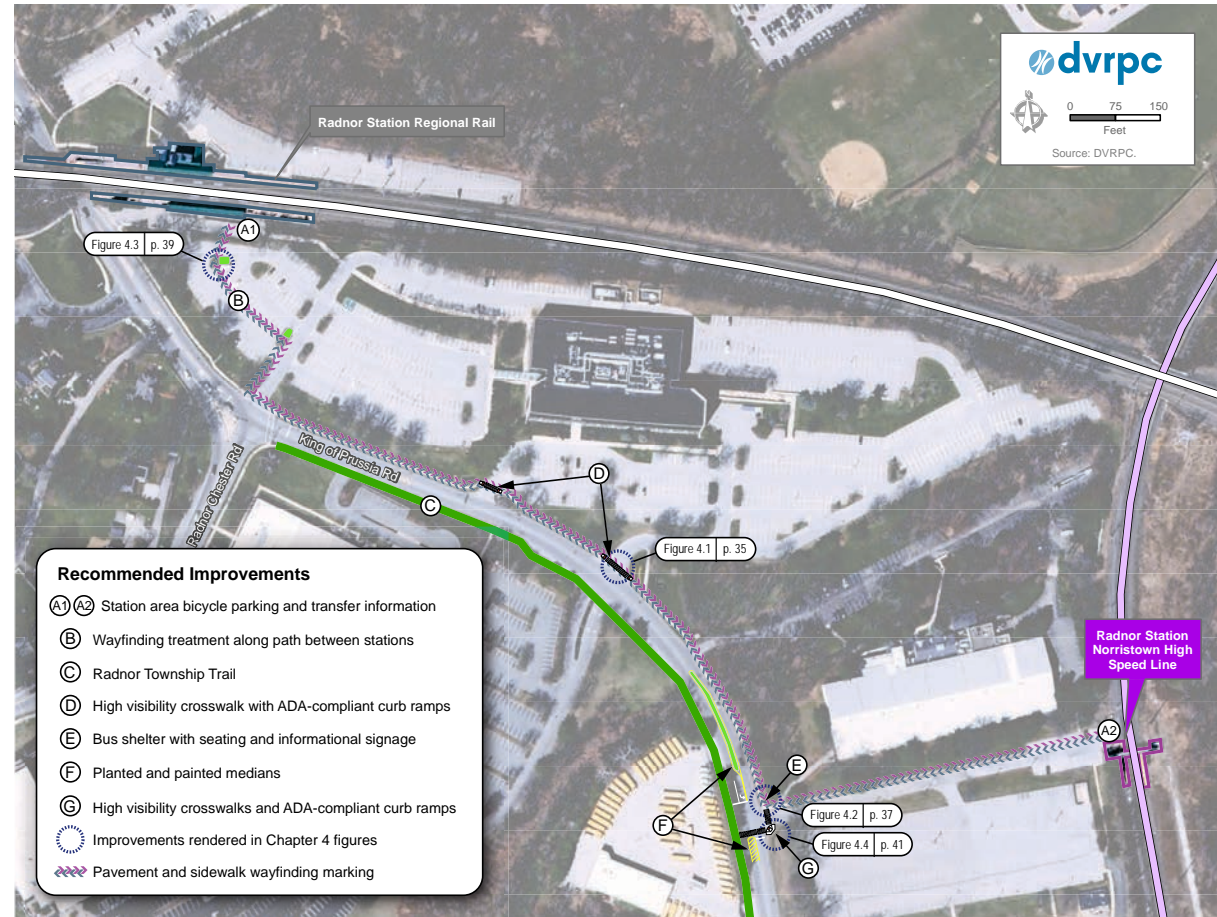 dvrpc
0 75 150
Feet
Source: DVRPC.
Radnor Station Regional Rail
A1
Figure 4.3 p. 39
B
King of Prussia Rd
Radnor Chester Rd
C
D
Figure 4.1 p. 35
Radnor Station
Norristown High
Speed Line
A2
E
Figure 4.2 p. 37
F
Figure 4.4 p. 41
G
Recommended Improvements
A1 A2 Station area bicycle parking and transfer information
B Wayfinding treatment along path between stations
C Radnor Township Trail
D High visibility crosswalk with ADA-compliant curb ramps
E Bus shelter with seating and informational signage
F Planted and painted medians
G High visibility crosswalks and ADA-compliant curb ramps
Improvements rendered in Chapter 4 figures
Pavement and sidewalk wayfinding marking